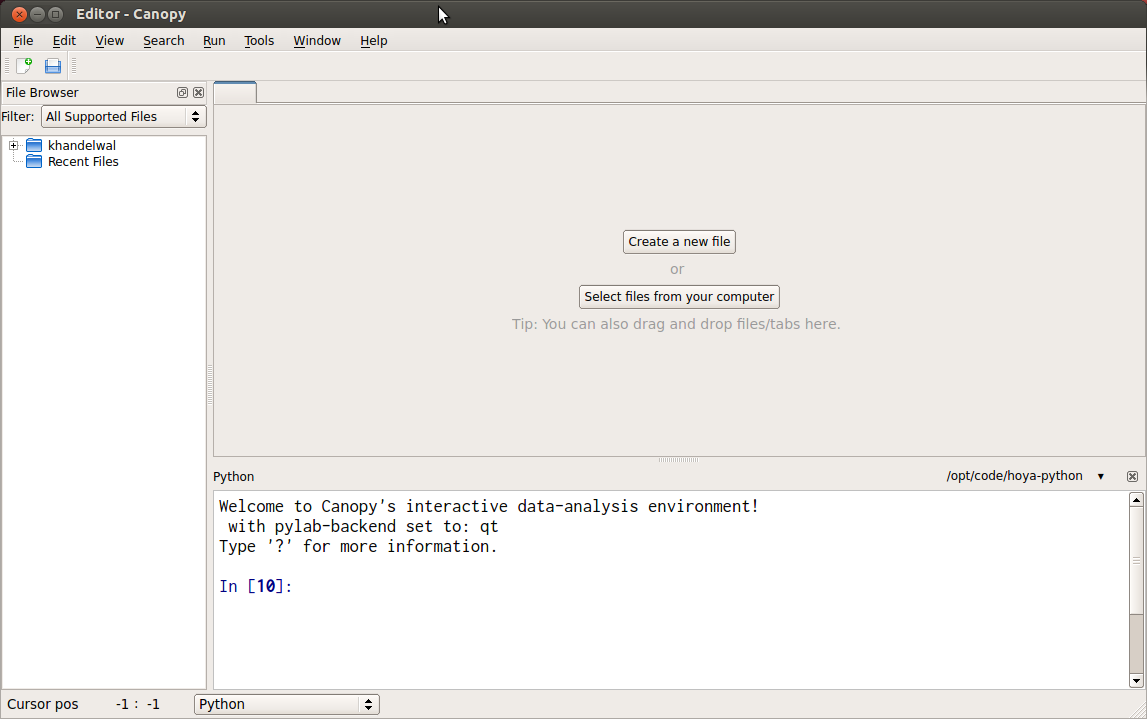 Editor - Canopy
File Edit View Search Run Tools Window Help
File Browser
Filter: All Supported Files
khandelwal
Recent Files
Create a new file
or
Select files from your computer
Tip: You can also drag and drop files/tabs here.
Python /opt/code/hoya-python
Welcome to Canopy's interactive data-analysis environment!
with pylab-backend set to: qt
Type '?' for more information.
In [10]:
Cursor pos -1 : -1 Python